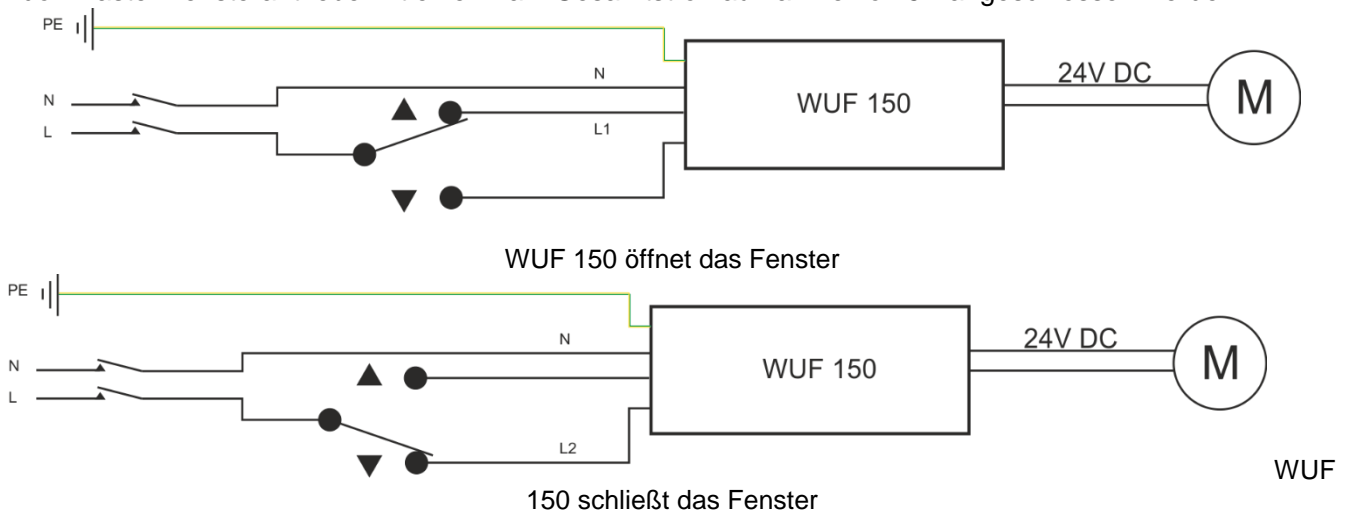 PE
N
N
24V DC
WUF 150
M
L
L1
WUF 150 öffnet das Fenster
PE
N
N
24V DC
WUF 150
M
L
L2
WUF
150 schließt das Fenster